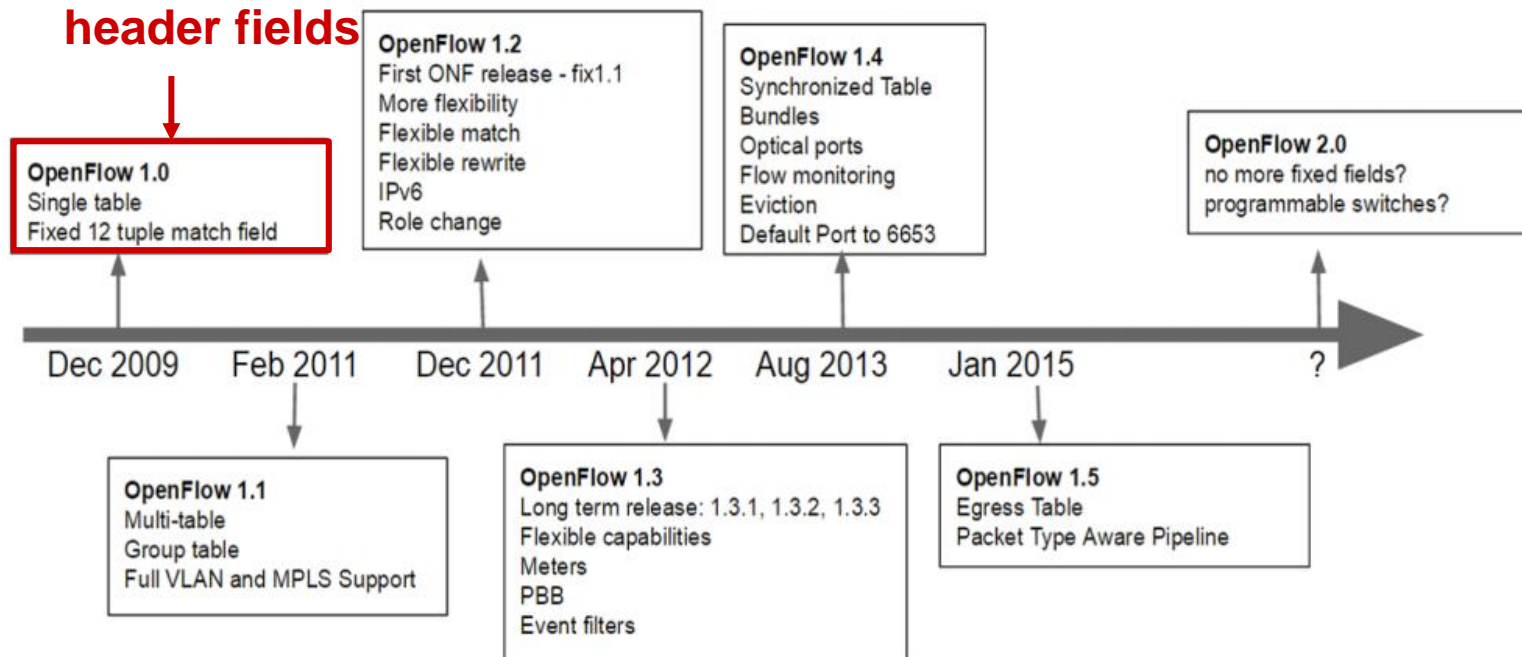 header fields
OpenFlow 1.0
Single table
Fixed 12 tuple match field
OpenFlow 1.2
First ONF release - fix1.1
More flexibility
Flexible match
Flexible rewrite
IPv6
Role change
OpenFlow 1.4
Synchronized Table
Bundles
Optical ports
Flow monitoring
Eviction
Default Port to 6653
OpenFlow 2.0
no more fixed fields?
programmable switches?
Dec 2009 Feb 2011 Dec 2011 Apr 2012 Aug 2013 Jan 2015 ?
OpenFlow 1.1
Multi-table
Group table
Full VLAN and MPLS Support
OpenFlow 1.3
Long term release: 1.3.1, 1.3.2, 1.3.3
Flexible capabilities
Meters
PBB
Event filters
OpenFlow 1.5
Egress Table
Packet Type Aware Pipeline